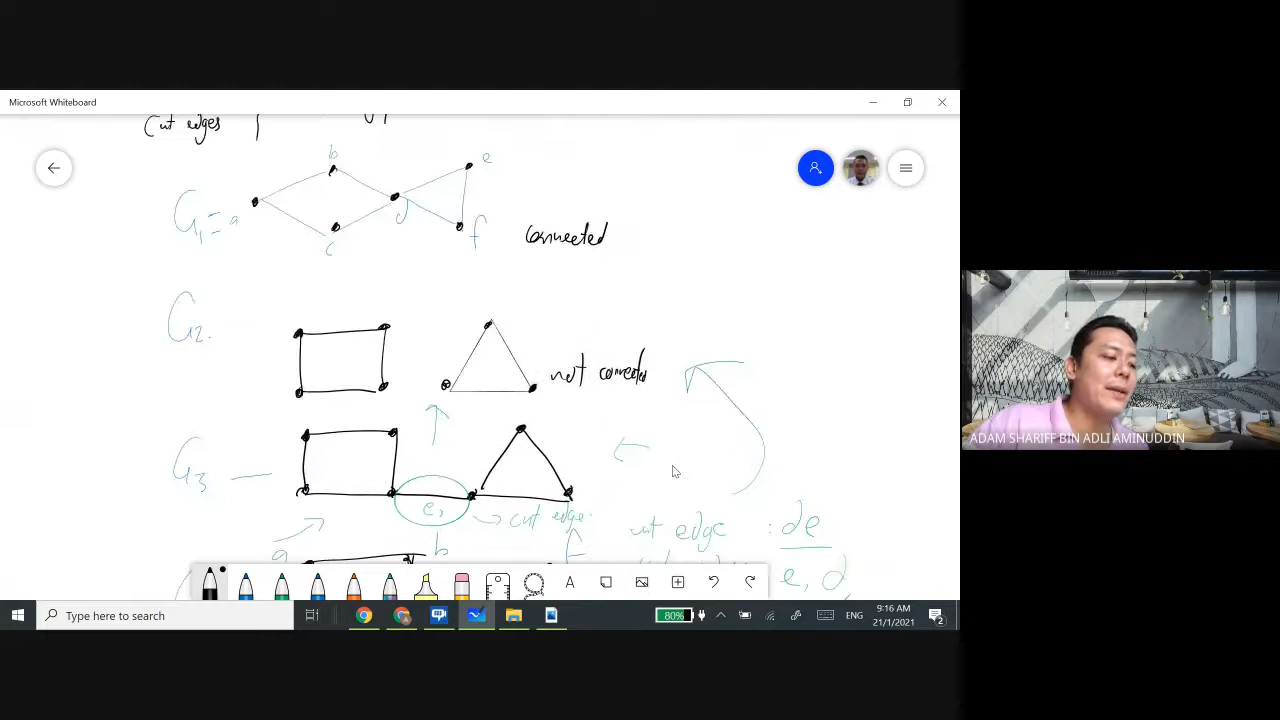 Microsoft Whiteboard
Cut edges
b
e
G1 = a
d
c
f
connected
G2.
not connected
G3
e1
cut edge.
cut edge : de
a
b
f
e, d,
ADAM SHARIFF BIN ADLI AMINUDDIN
A
Type here to search
80%
ENG
9:16 AM
21/1/2021
2